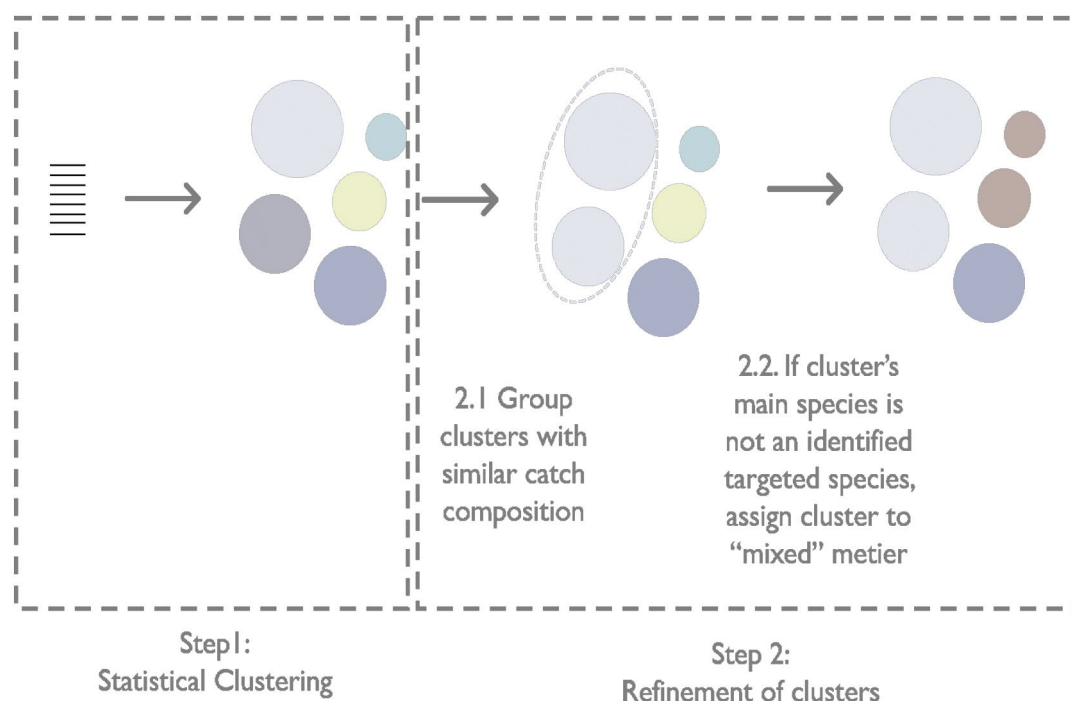 2.1 Group
clusters with
similar catch
composition
2.2. If cluster's
main species is
not an identified
targeted species,
assign cluster to
“mixed” metier
Step1:
Statistical Clustering
Step 2:
Refinement of clusters